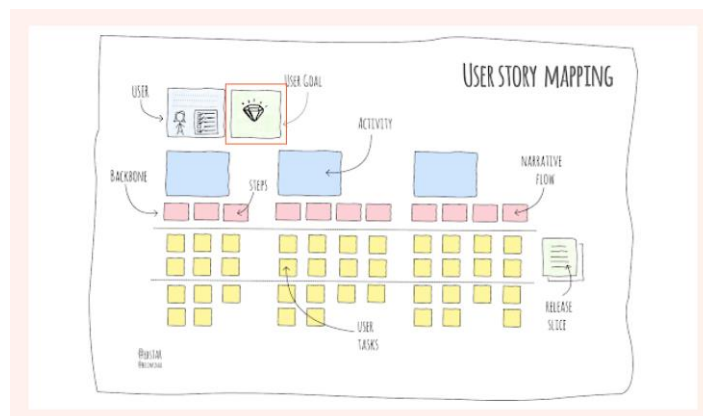 USER STORY MAPPING
USER GOAL
USER
ACTIVITY
NARRATIVE
FLOW
BACKBONE
STEPS
RELEASE
SLICE
USER
TASKS